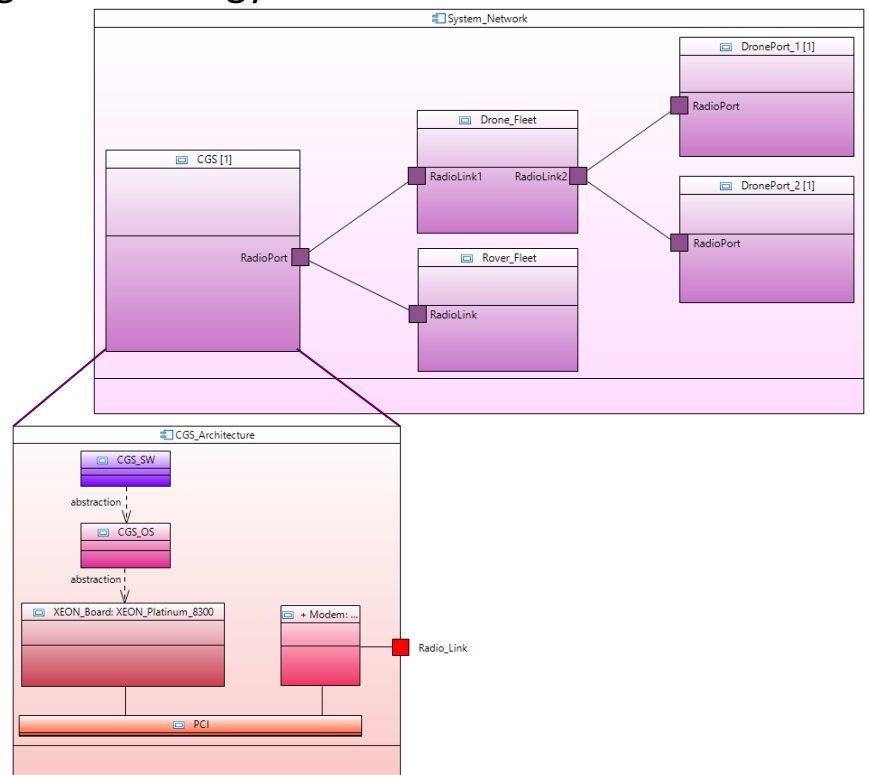 System_Network
DronePort_1 [1]
RadioPort
Drone_Fleet
RadioLink1
RadioLink2
CGS [1]
RadioPort
DronePort_2 [1]
RadioPort
Rover_Fleet
RadioLink
CGS_Architecture
CGS_SW
abstraction
CGS_OS
abstraction
XEON_Board: XEON_Platinum_8300
+ Modem: ...
Radio_Link
PCI